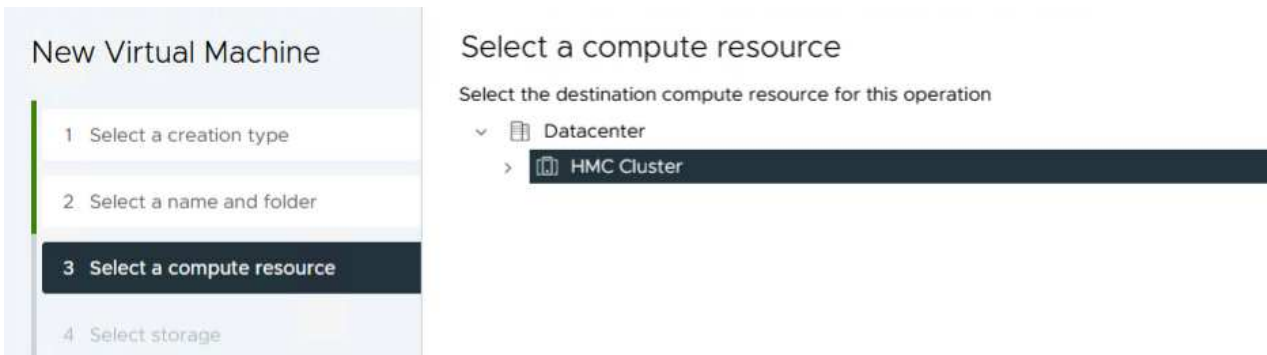 New Virtual Machine
1 Select a creation type
2 Select a name and folder
3 Select a compute resource
4 Select storage
Select a compute resource
Select the destination compute resource for this operation
Datacenter
HMC Cluster